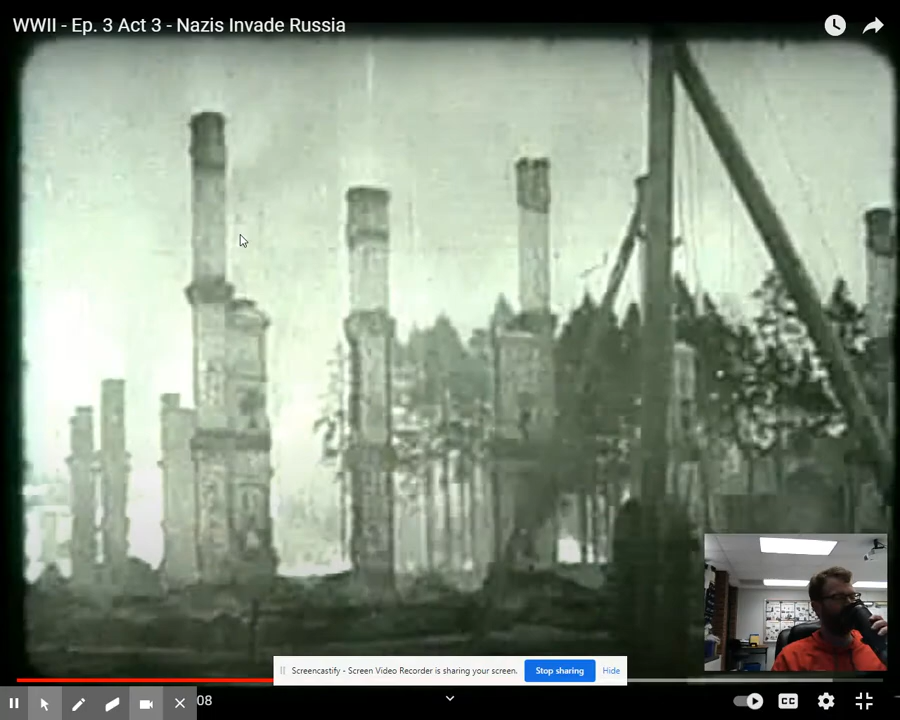 WWII - Ep. 3 Act 3 - Nazis Invade Russia
Screencastify - Screen Video Recorder is sharing your screen.
Stop sharing
Hide
08
CC